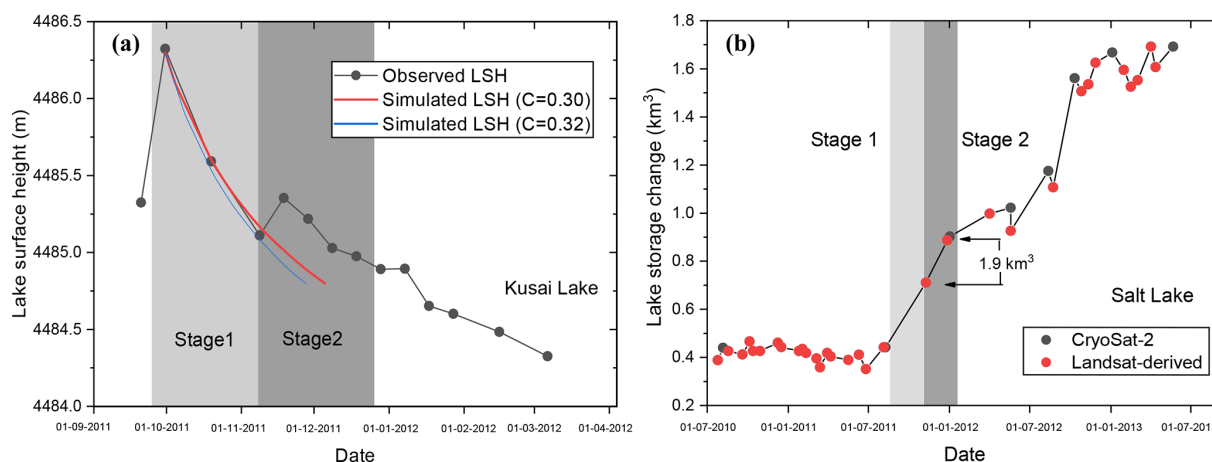 (a)
Lake surface height (m)
4486.5
4486.0
4485.5
4485.0
4484.5
4484.0
Observed LSH
Simulated LSH (C=0.30)
Simulated LSH (C=0.32)
Kusai Lake
Stage1
Stage2
01-09-2011
01-10-2011
01-11-2011
01-12-2011
01-01-2012
01-02-2012
01-03-2012
01-04-2012
Date
(b)
Lake storage change (km³)
1.8
1.6
1.4
1.2
1.0
0.8
0.6
0.4
0.2
Stage 1
Stage 2
1.9 km³
Salt Lake
CryoSat-2
Landsat-derived
01-07-2010
01-01-2011
01-07-2011
01-01-2012
01-07-2012
01-01-2013
01-07-2013
Date